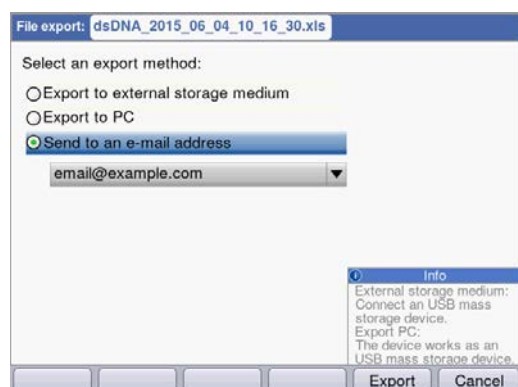 File export: dsDNA_2015_06_04_10_16_30.xls
Select an export method:
Export to external storage medium
Export to PC
Send to an e-mail address
email@example.com
Info
External storage medium:
Connect an USB mass
storage device.
Export PC:
The device works as an
USB mass storage device.
Export Cancel